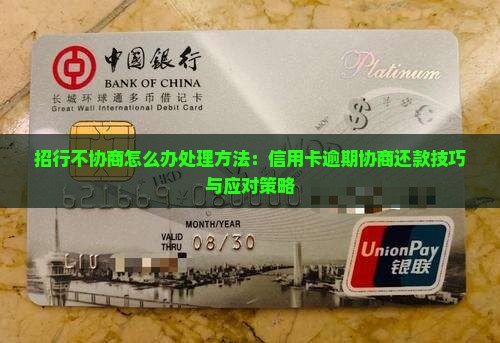 中國銀行
Platinum
BANK OF CHINA
长城环球通多币借记卡
Great Wall International Debit Card
招行不协商怎么办处理方法：信用卡逾期协商还款技巧
与应对策略
MONTH/YEAR
VALID
THRU
08/30
UnionPay
银联